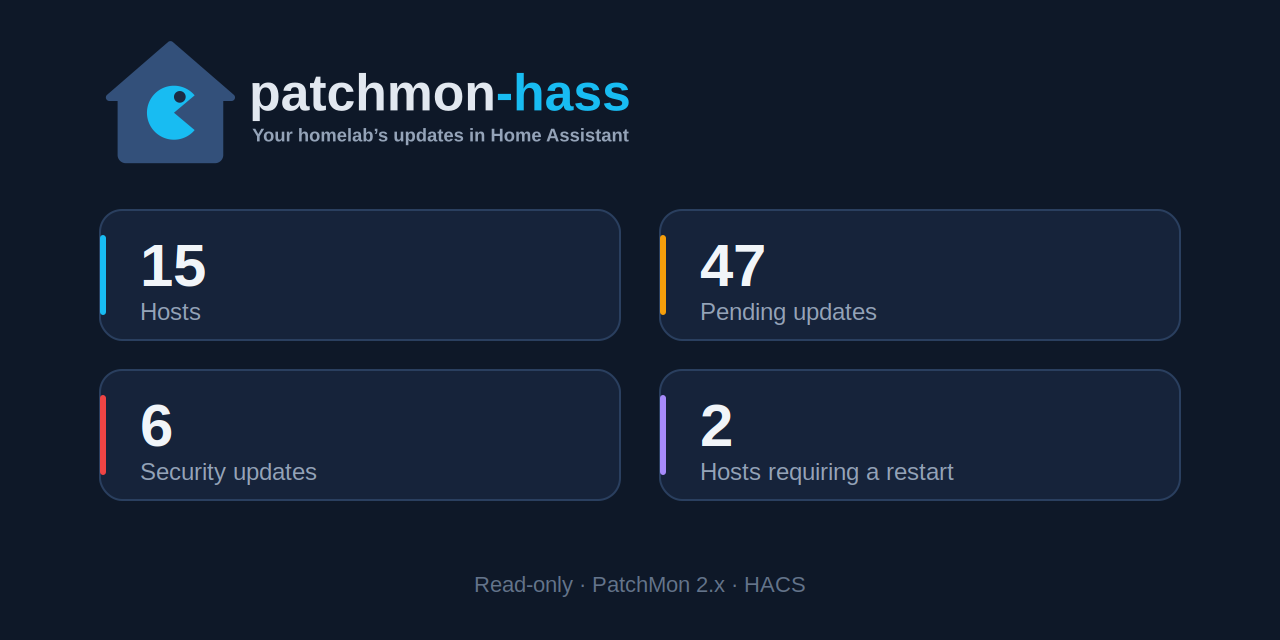 patchmon-hass
Your homelab’s updates in Home Assistant
15
Hosts
47
Pending updates
6
Security updates
2
Hosts requiring a restart
Read-only · PatchMon 2.x · HACS